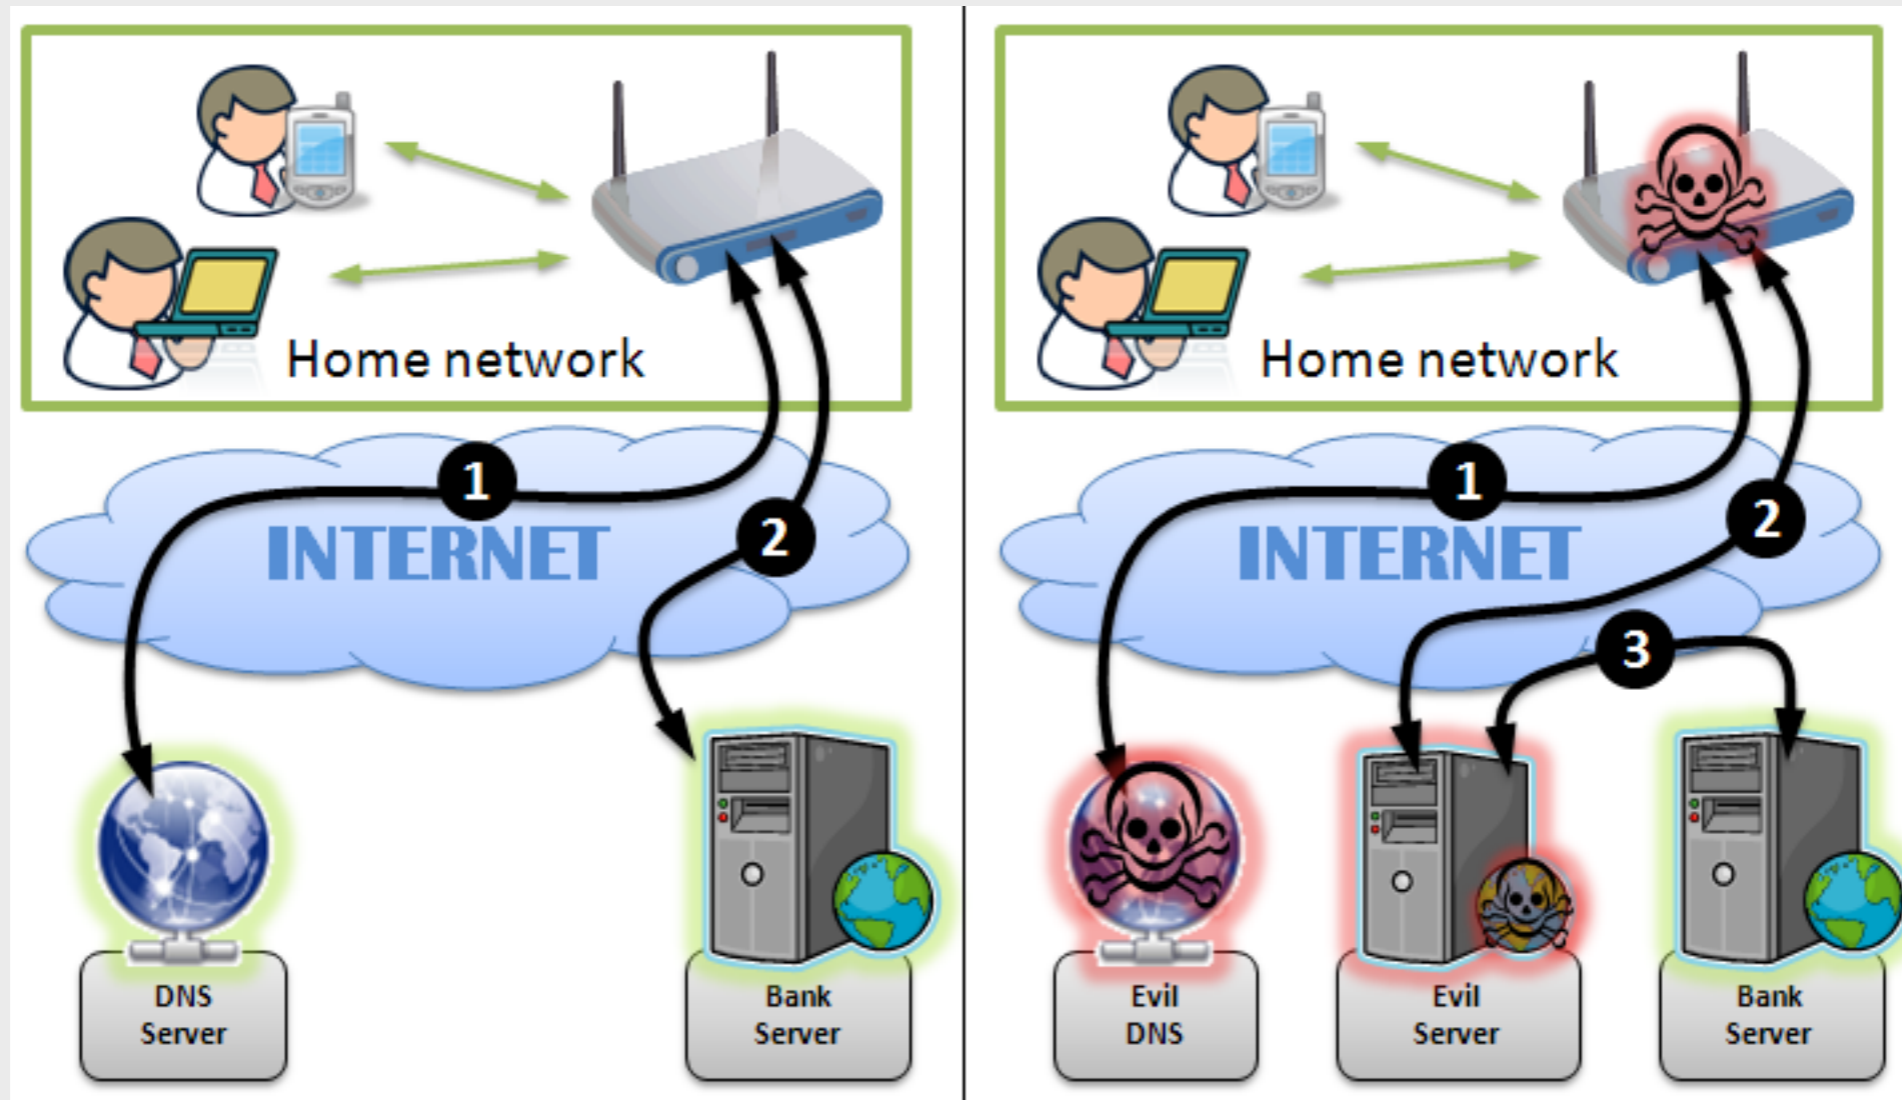 Home network
1
INTERNET
2
DNS
Server
Bank
Server
Home network
1
INTERNET
2
3
Evil
DNS
Evil
Server
Bank
Server